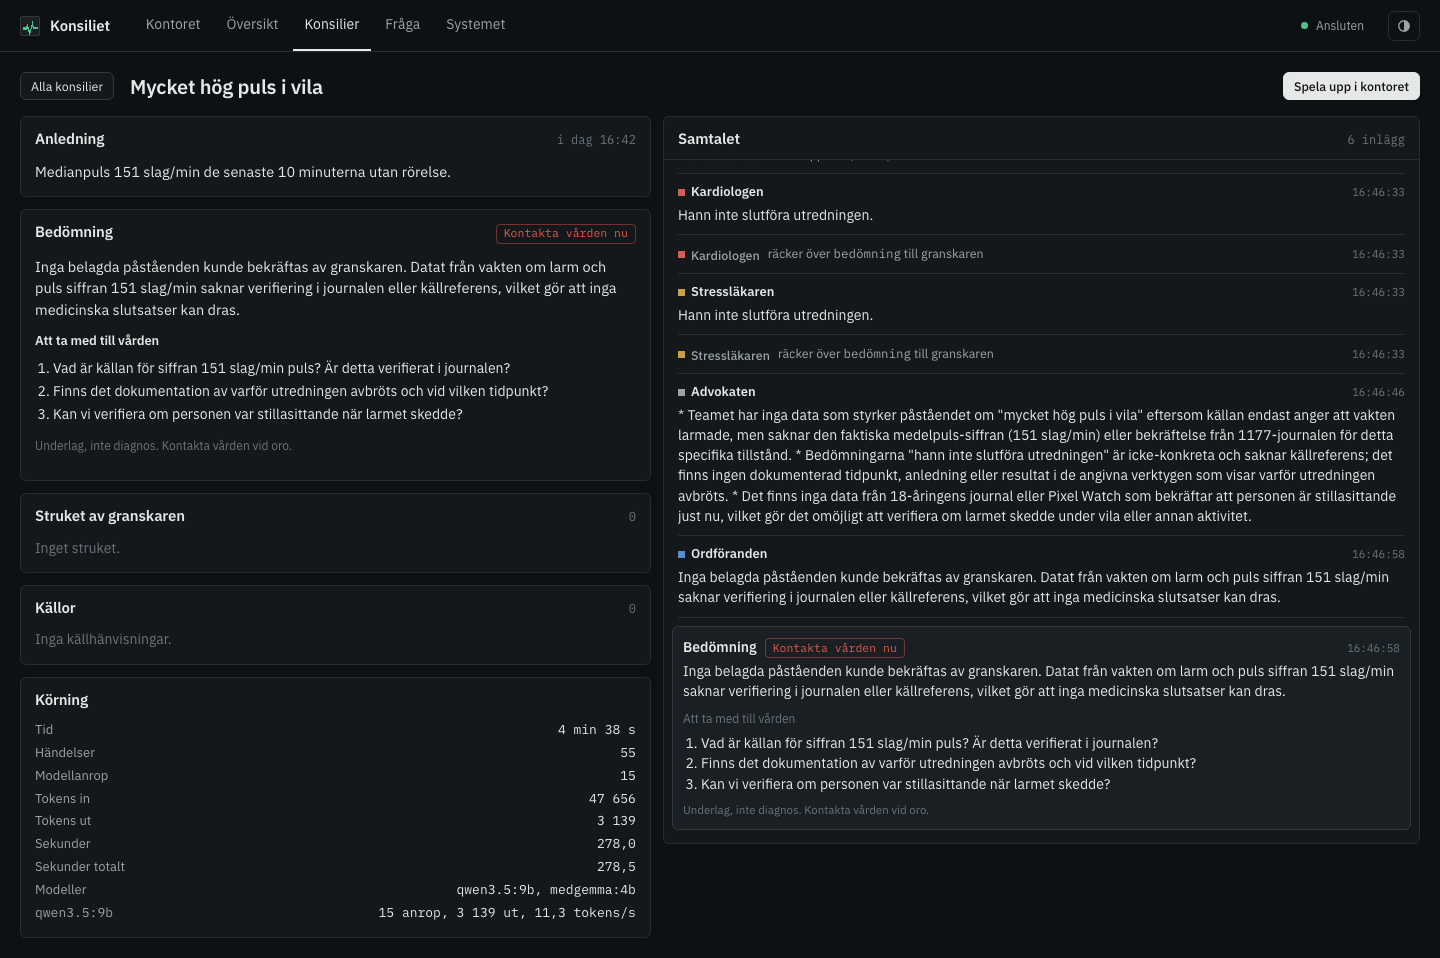 Konsiliet
Kontoret
Översikt
Konsilier
Fråga
Systemet
Ansluten
Alla konsilier
Mycket hög puls i vila
Spela upp i kontoret
Anledning
i dag 16:42
Medianpuls 151 slag/min de senaste 10 minuterna utan rörelse.
Bedömning
Kontakta vården nu
Inga belagda påståenden kunde bekräftas av granskaren. Datat från vakten om larm och
puls siffran 151 slag/min saknar verifiering i journalen eller källreferens, vilket gör att inga
medicinska slutsatser kan dras.
Att ta med till vården
1. Vad är källan för siffran 151 slag/min puls? Är detta verifierat i journalen?
2. Finns det dokumentation av varför utredningen avbröts och vid vilken tidpunkt?
3. Kan vi verifiera om personen var stillasittande när larmet skedde?
Underlag, inte diagnos. Kontakta vården vid oro.
Struket av granskaren
0
Inget struket.
Källor
0
Inga källhänvisningar.
Körning
Tid 4 min 38 s
Händelser 55
Modellanrop 15
Tokens in 47 656
Tokens ut 3 139
Sekunder 278,0
Sekunder totalt 278,5
Modeller qwen3.5:9b, medgemma:4b
qwen3.5:9b 15 anrop, 3 139 ut, 11,3 tokens/s
Samtalet
6 inlägg
Kardiologen 16:46:33
Hann inte slutföra utredningen.
Kardiologen räcker över bedömning till granskaren 16:46:33
Stressläkaren 16:46:33
Hann inte slutföra utredningen.
Stressläkaren räcker över bedömning till granskaren 16:46:33
Advokaten 16:46:46
* Teamet har inga data som styrker påståendet om "mycket hög puls i vila" eftersom källan endast anger att vakten
larmade, men saknar den faktiska medelpuls-siffran (151 slag/min) eller bekräftelse från 1177-journalen för detta
specifika tillstånd. * Bedömningarna "hann inte slutföra utredningen" är icke-konkreta och saknar källreferens; det
finns ingen dokumenterad tidpunkt, anledning eller resultat i de angivna verktygen som visar varför utredningen
avbröts. * Det finns inga data från 18-åringens journal eller Pixel Watch som bekräftar att personen är stillasittande
just nu, vilket gör det omöjligt att verifiera om larmet skedde under vila eller annan aktivitet.
Ordföranden 16:46:58
Inga belagda påståenden kunde bekräftas av granskaren. Datat från vakten om larm och puls siffran 151 slag/min
saknar verifiering i journalen eller källreferens, vilket gör att inga medicinska slutsatser kan dras.
Bedömning Kontakta vården nu 16:46:58
Inga belagda påståenden kunde bekräftas av granskaren. Datat från vakten om larm och puls siffran 151 slag/min
saknar verifiering i journalen eller källreferens, vilket gör att inga medicinska slutsatser kan dras.
Att ta med till vården
1. Vad är källan för siffran 151 slag/min puls? Är detta verifierat i journalen?
2. Finns det dokumentation av varför utredningen avbröts och vid vilken tidpunkt?
3. Kan vi verifiera om personen var stillasittande när larmet skedde?
Underlag, inte diagnos. Kontakta vården vid oro.